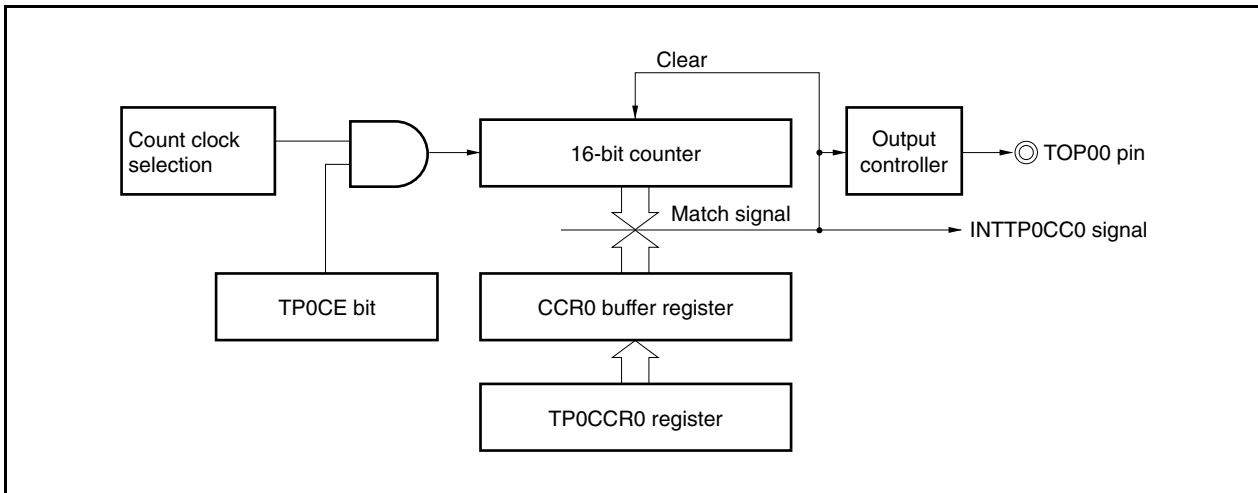 Clear
Count clock
selection
16-bit counter
Output
controller
TOP00 pin
Match signal
INTTP0CC0 signal
TP0CE bit
CCR0 buffer register
TP0CCR0 register